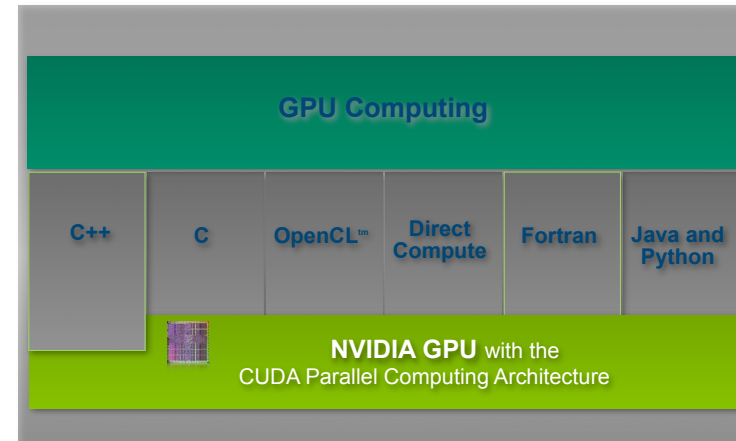 GPU Computing
C++
C
OpenCL™
Direct
Compute
Fortran
Java and
Python
NVIDIA GPU with the
CUDA Parallel Computing Architecture